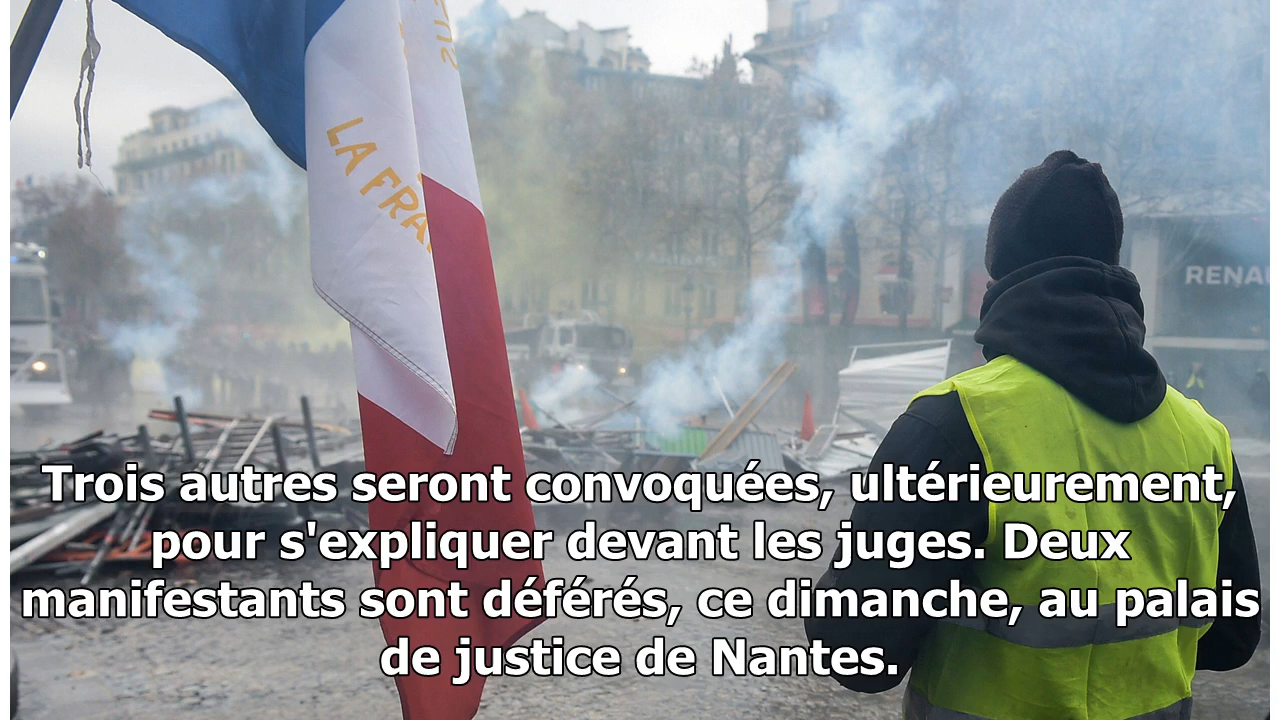 LA FRA
RENA
Trois autres seront convoquées, ultérieurement,
pour s'expliquer devant les juges. Deux
manifestants sont déférés, ce dimanche, au palais
de justice de Nantes.